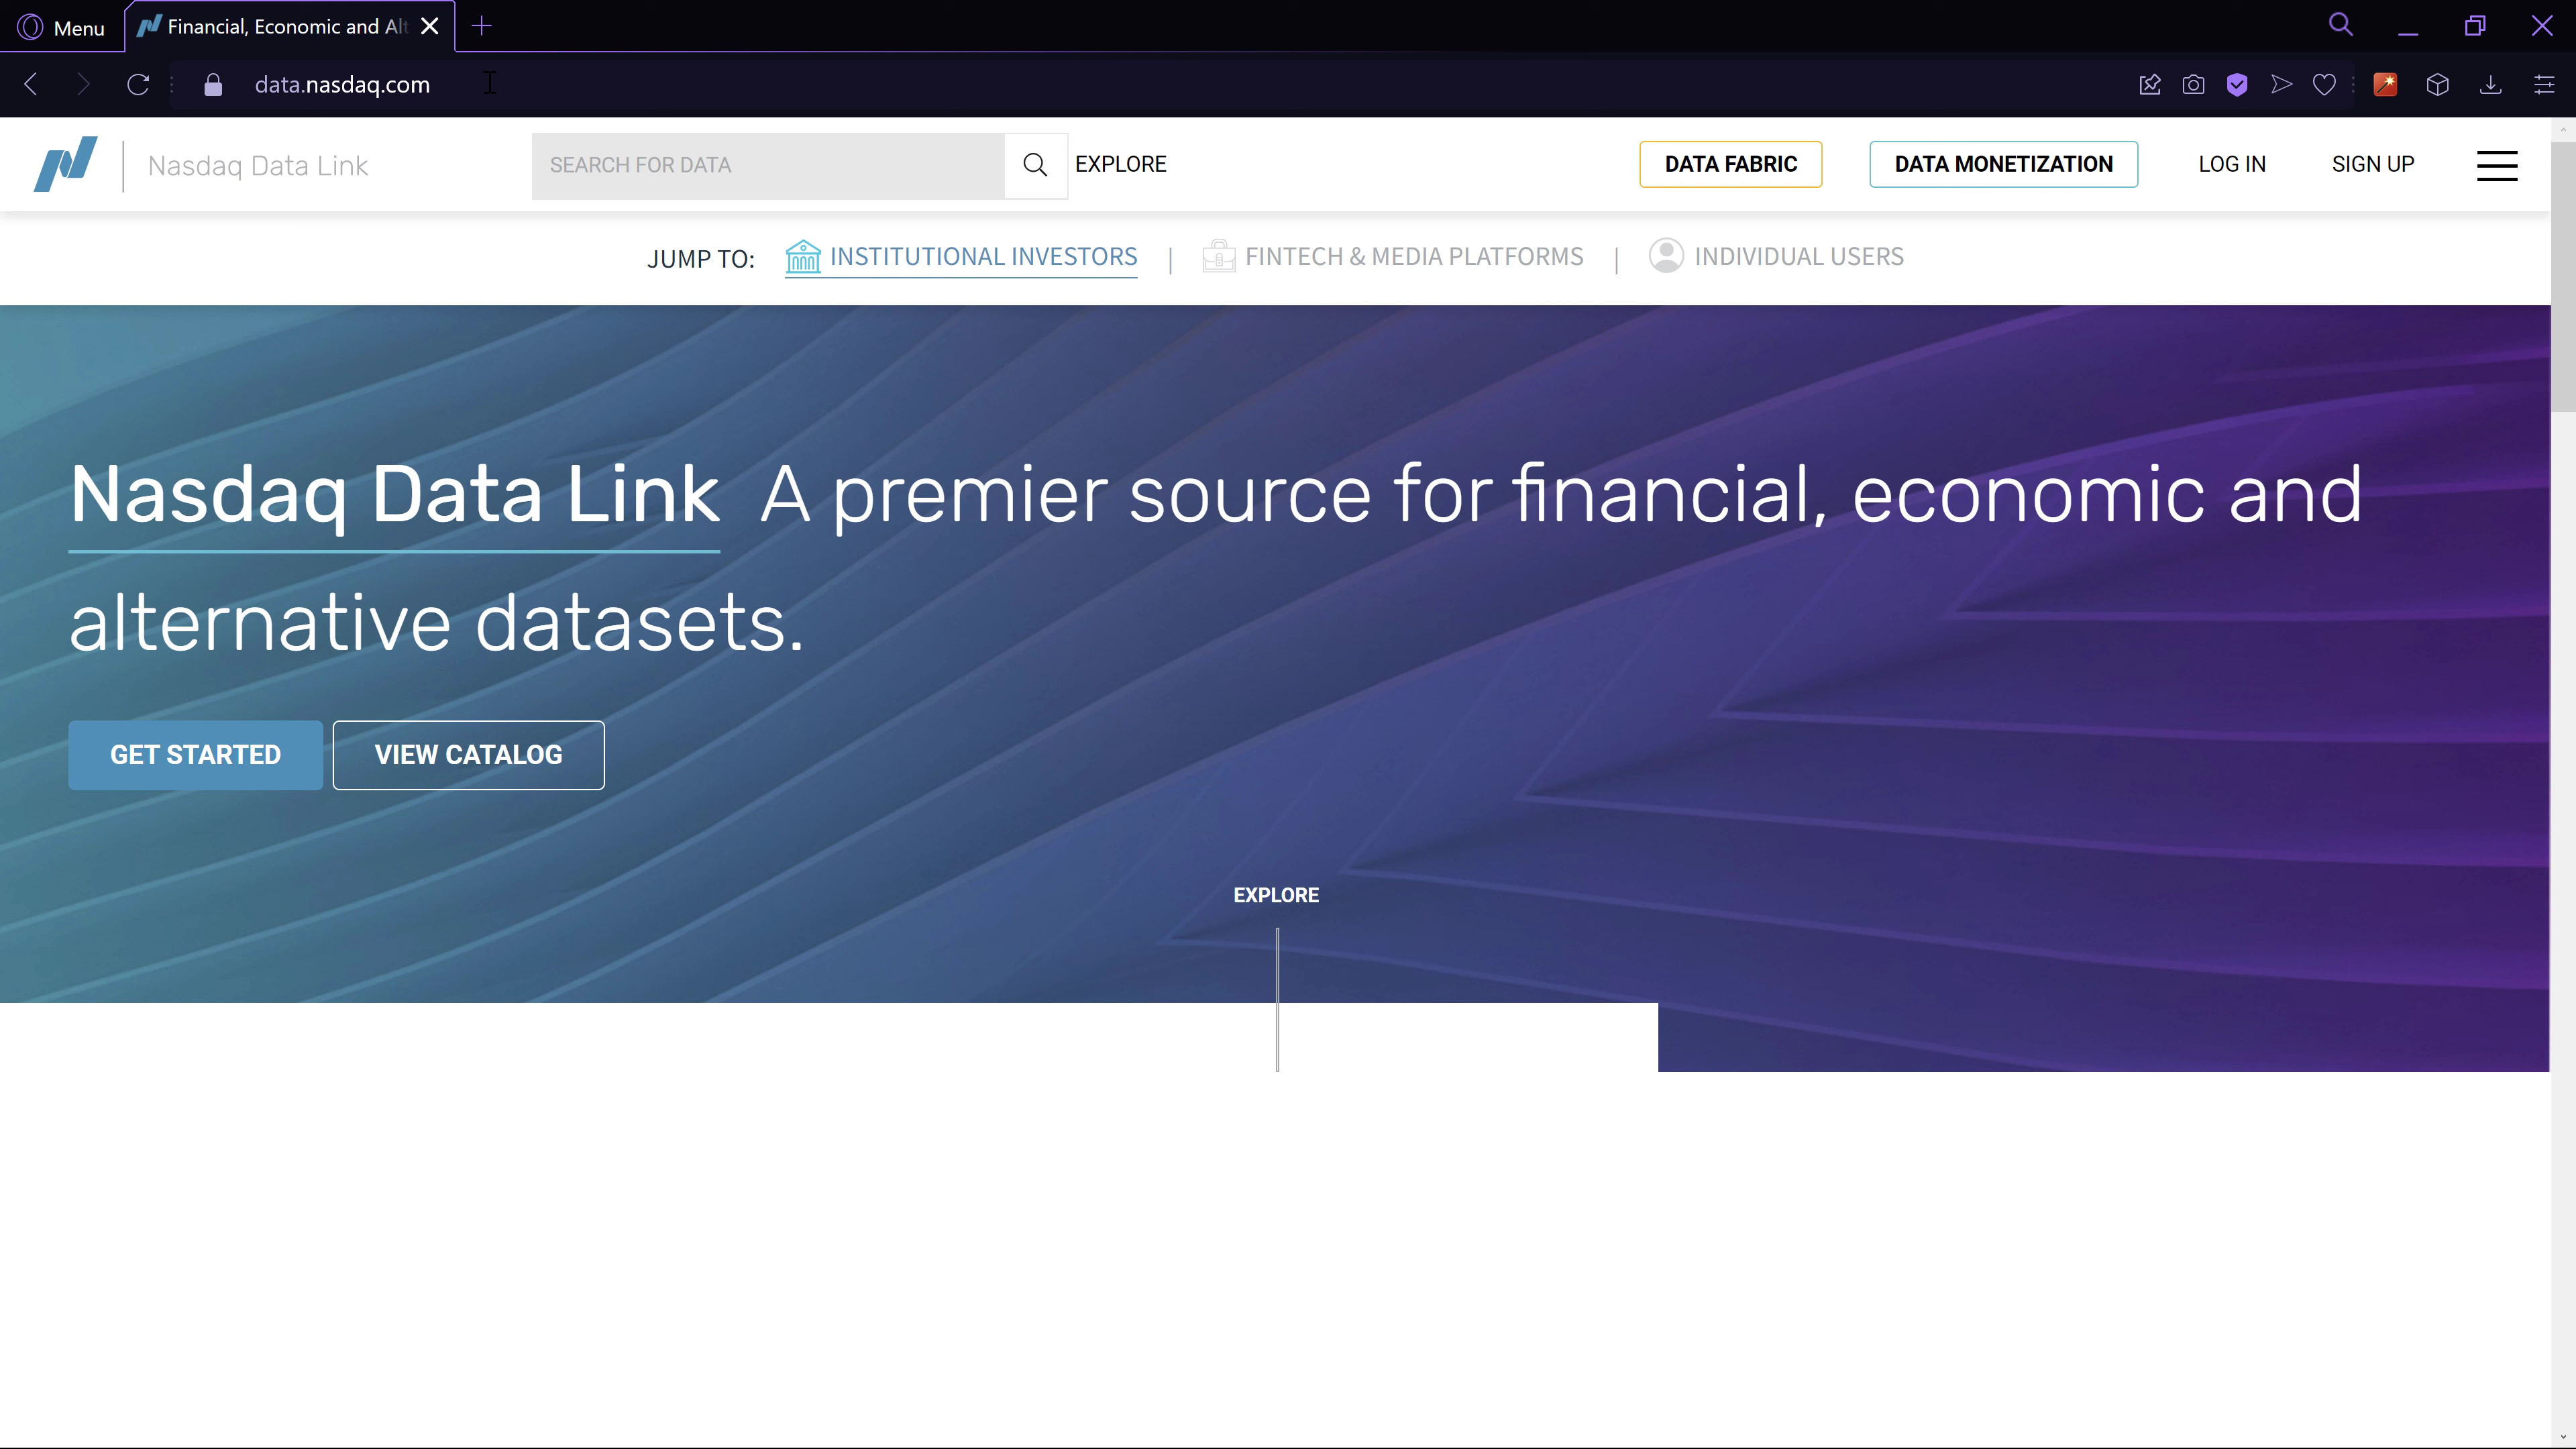 Menu
Financial, Economic and Alt
data.nasdaq.com
Nasdaq Data Link
SEARCH FOR DATA
EXPLORE
DATA FABRIC
DATA MONETIZATION
LOG IN
SIGN UP
JUMP TO:
INSTITUTIONAL INVESTORS
|
FINTECH & MEDIA PLATFORMS
|
INDIVIDUAL USERS
Nasdaq Data Link A premier source for financial, economic and
alternative datasets.
GET STARTED
VIEW CATALOG
EXPLORE